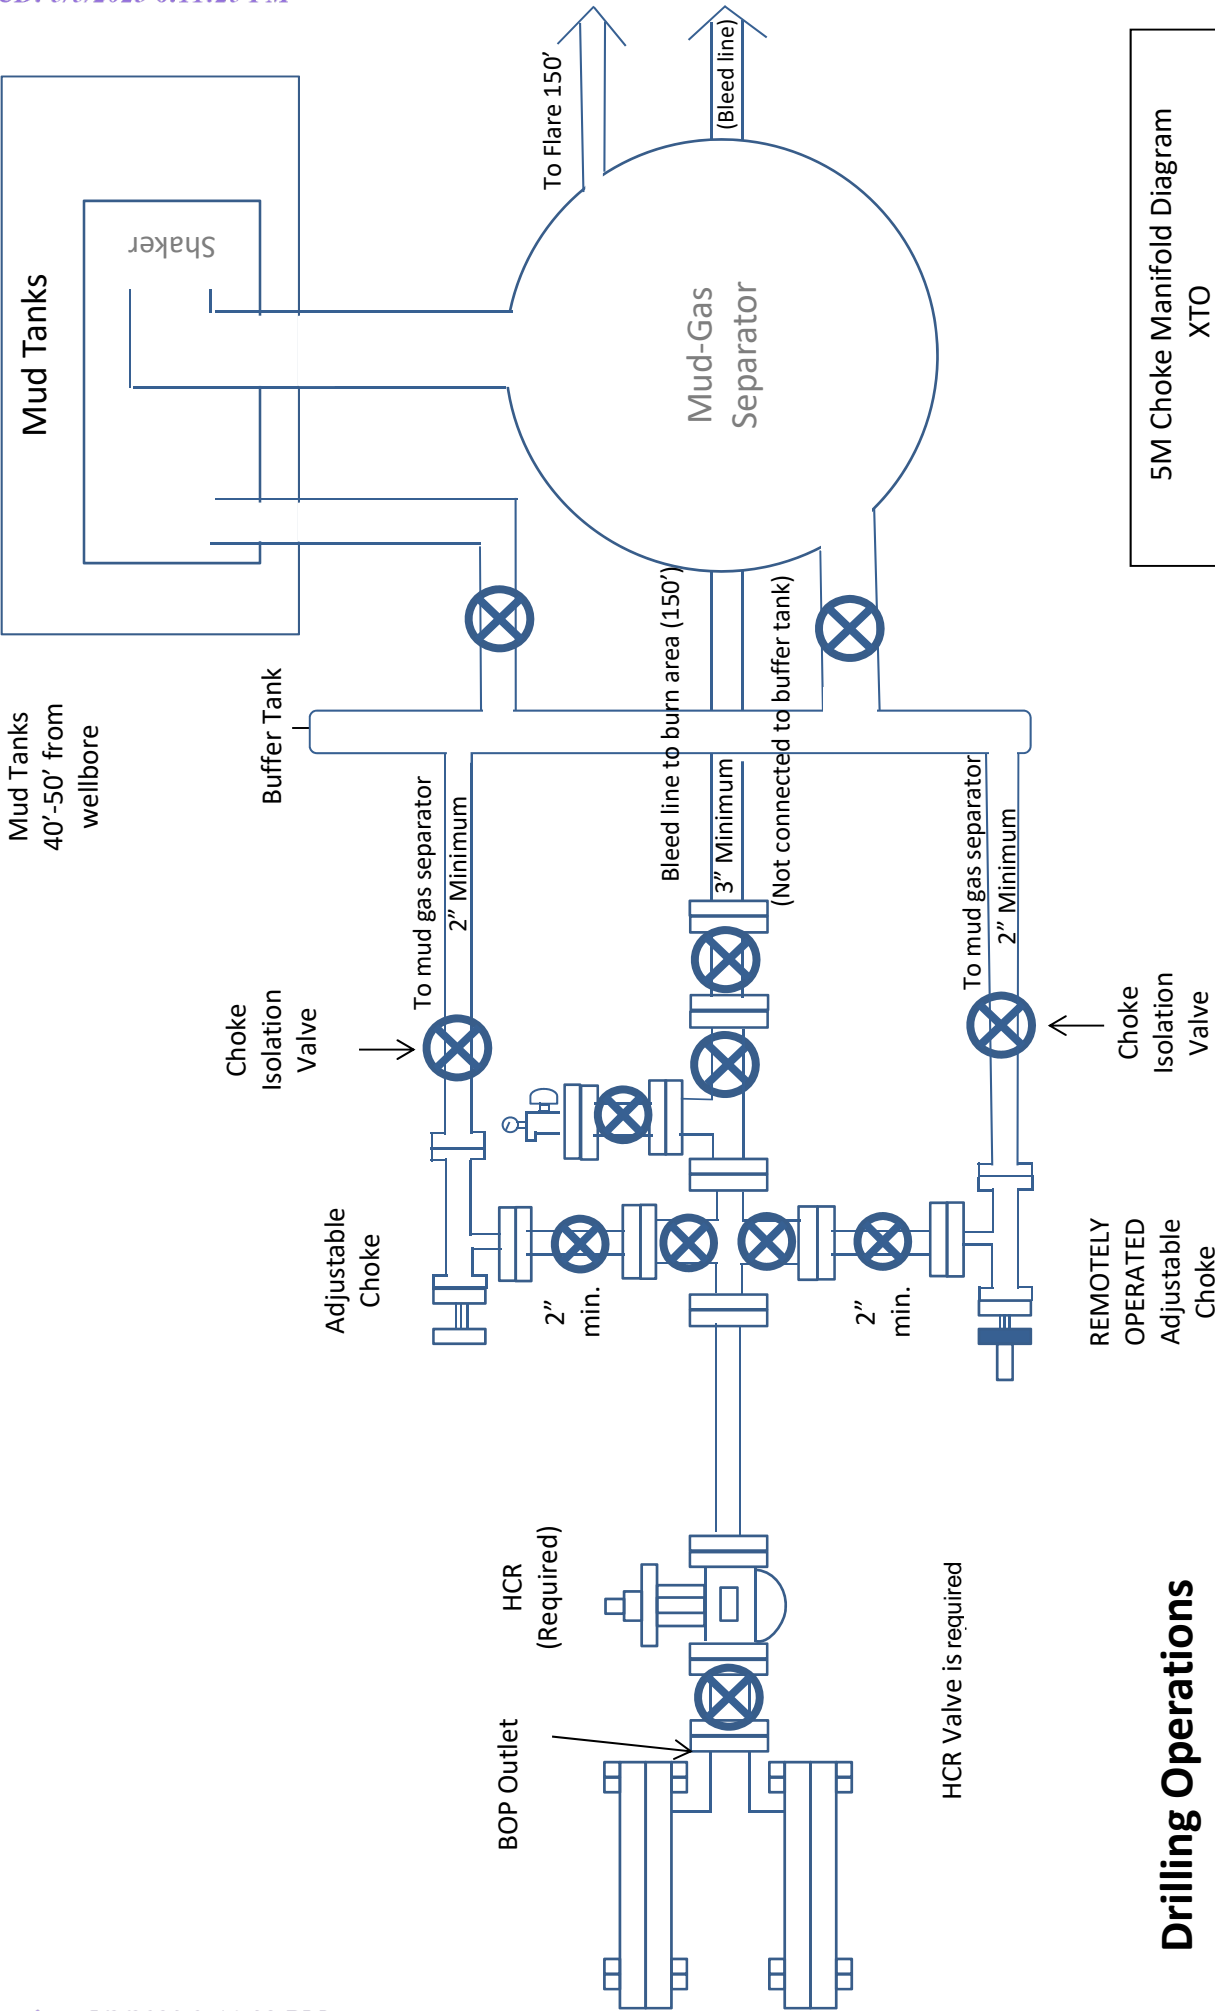 Mud Tanks
40’-50’ from
wellbore
Mud Tanks
Shaker
Buffer Tank
To Flare 150’
(Bleed line)
Mud-Gas
Separator
Choke
Isolation
Valve
To mud gas separator
2” Minimum
Bleed line to burn area (150’)
3” Minimum
(Not connected to buffer tank)
To mud gas separator
2” Minimum
Choke
Isolation
Valve
Adjustable
Choke
2”
min.
2”
min.
REMOTELY
OPERATED
Adjustable
Choke
HCR
(Required)
BOP Outlet
HCR Valve is required
Drilling Operations
5M Choke Manifold Diagram
XTO